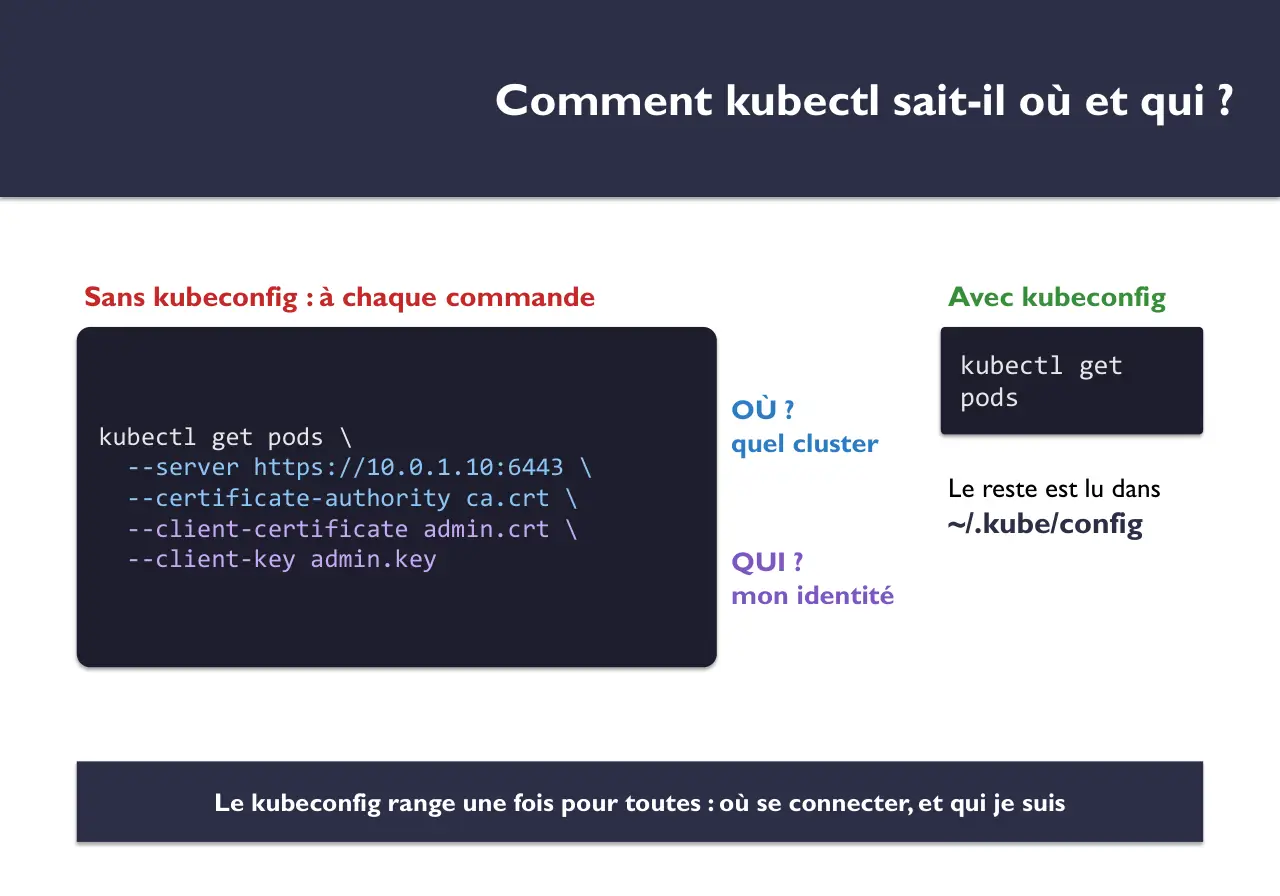 Comment kubectl sait-il où et qui ?
Sans kubeconfig : à chaque commande
kubectl get pods \
--server https://10.0.1.10:6443 \
--certificate-authority ca.crt \
--client-certificate admin.crt \
--client-key admin.key
OÙ ?
quel cluster
QUI ?
mon identité
Avec kubeconfig
kubectl get
pods
Le reste est lu dans
~/.kube/config
Le kubeconfig range une fois pour toutes : où se connecter, et qui je suis